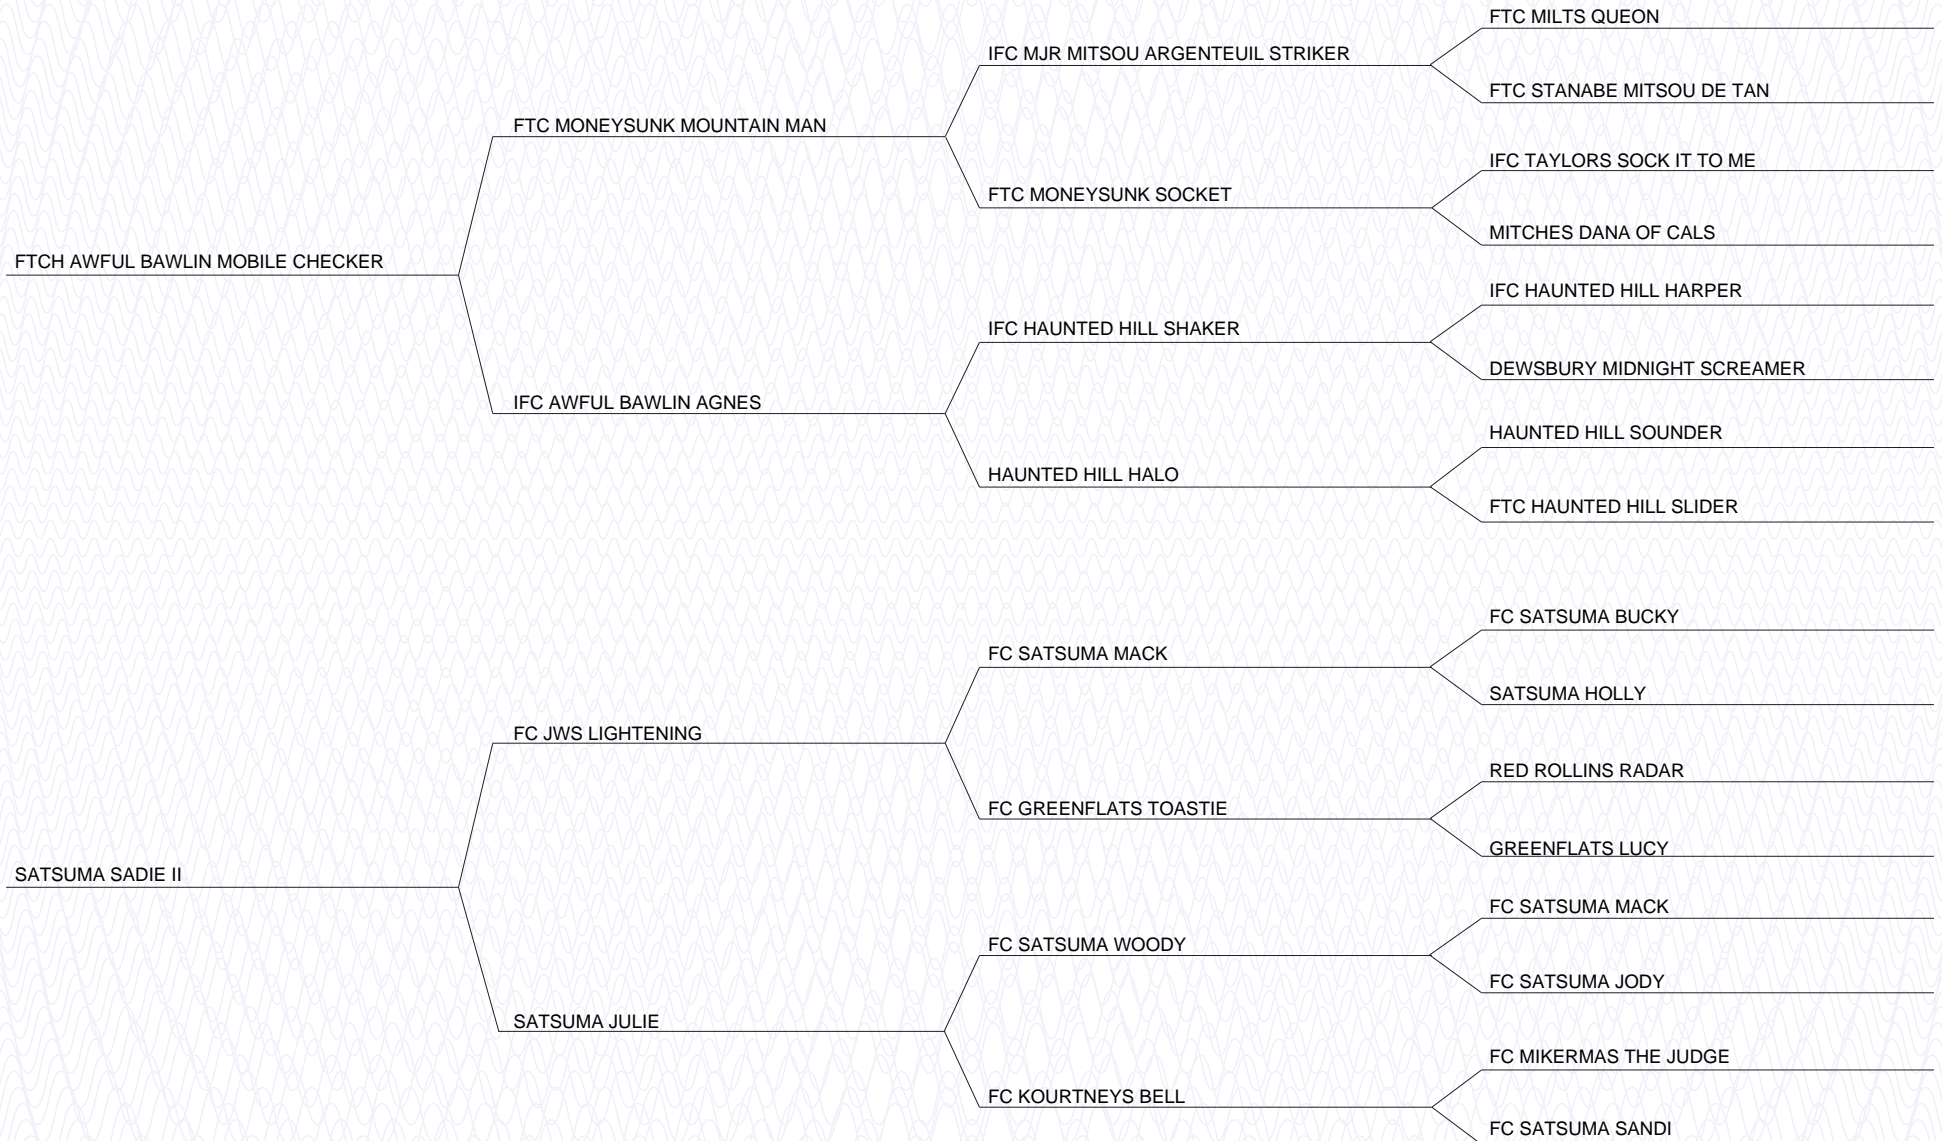 FTC MILTS QUEON
IFC MJR MITSOU ARGENTEUIL STRIKER
FTC STANABE MITSOU DE TAN
FTC MONEYSUNK MOUNTAIN MAN
IFC TAYLORS SOCK IT TO ME
FTC MONEYSUNK SOCKET
MITCHES DANA OF CALS
FTCH AWFUL BAWLIN MOBILE CHECKER
IFC HAUNTED HILL HARPER
IFC HAUNTED HILL SHAKER
DEWSBURY MIDNIGHT SCREAMER
IFC AWFUL BAWLIN AGNES
HAUNTED HILL SOUNDER
HAUNTED HILL HALO
FTC HAUNTED HILL SLIDER
FC SATSUMA BUCKY
FC SATSUMA MACK
SATSUMA HOLLY
FC JWS LIGHTENING
RED ROLLINS RADAR
FC GREENFLATS TOASTIE
GREENFLATS LUCY
SATSUMA SADIE II
FC SATSUMA MACK
FC SATSUMA WOODY
FC SATSUMA JODY
SATSUMA JULIE
FC MIKERMAS THE JUDGE
FC KOURTNEYS BELL
FC SATSUMA SANDI